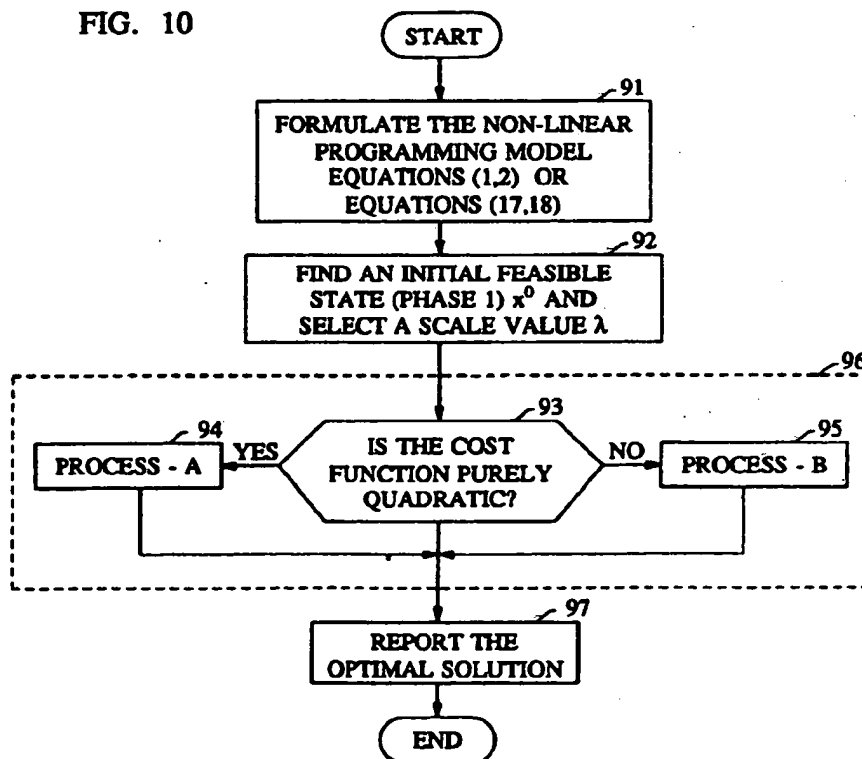 FIG. 10
START
91
FORMULATE THE NON-LINEAR
PROGRAMMING MODEL
EQUATIONS (1,2) OR
EQUATIONS (17,18)
92
FIND AN INITIAL FEASIBLE
STATE (PHASE 1) x⁰ AND
SELECT A SCALE VALUE λ
96
93
IS THE COST
FUNCTION PURELY
QUADRATIC?
94
YES
PROCESS - A
NO
95
PROCESS - B
97
REPORT THE
OPTIMAL SOLUTION
END